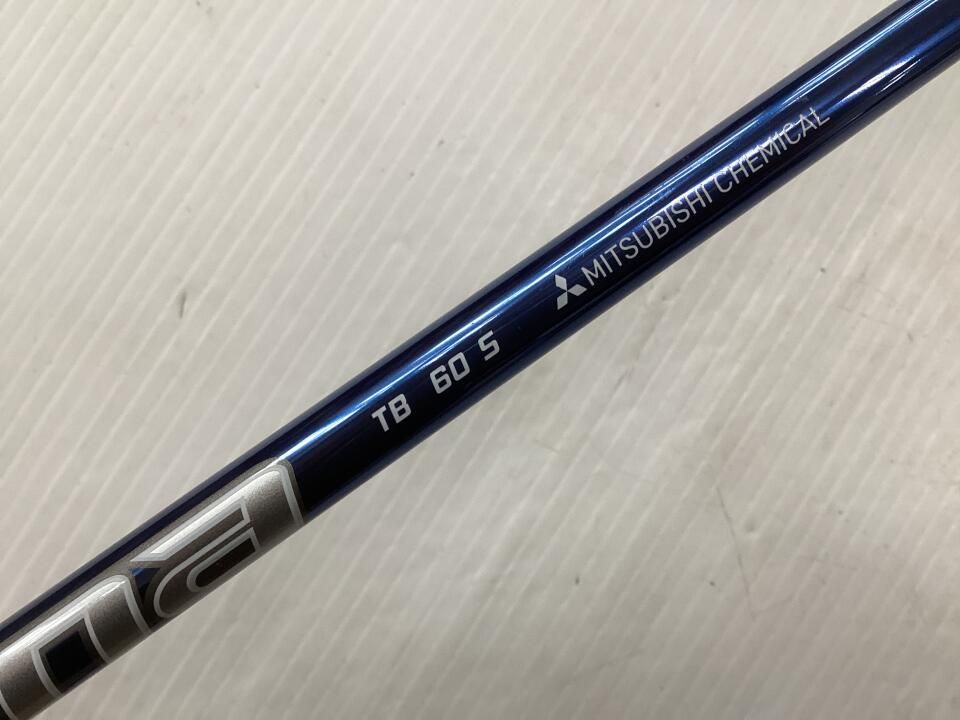 TB 60 S MITSUBISHI CHEMICAL